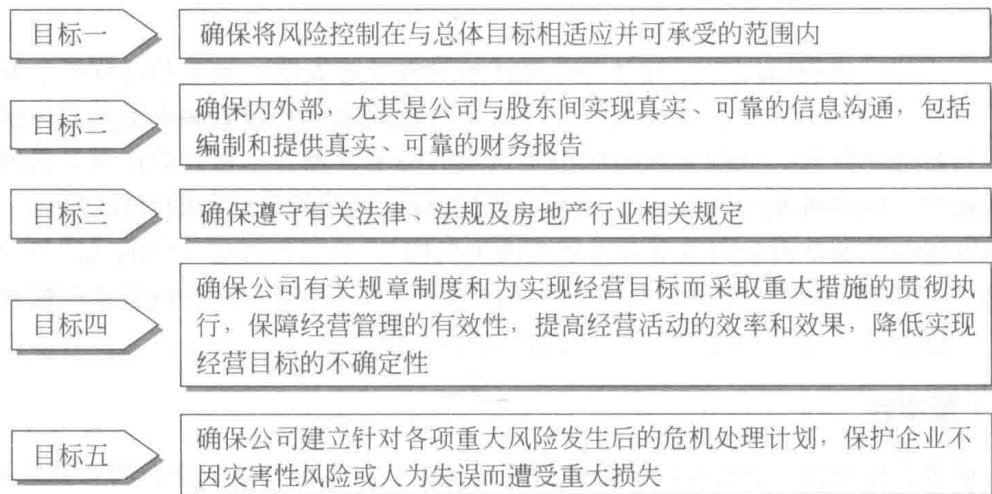 目标一
确保将风险控制在与总体目标相适应并可承受的范围内
目标二
确保内外部，尤其是公司与股东间实现真实、可靠的信息沟通，包括
编制和提供真实、可靠的财务报告
目标三
确保遵守有关法律、法规及房地产行业相关规定
目标四
确保公司有关规章制度和为实现经营目标而采取重大措施的贯彻执
行，保障经营管理的有效性，提高经营活动的效率和效果，降低实现
经营目标的不确定性
目标五
确保公司建立针对各项重大风险发生后的危机处理计划，保护企业不
因灾害性风险或人为失误而遭受重大损失